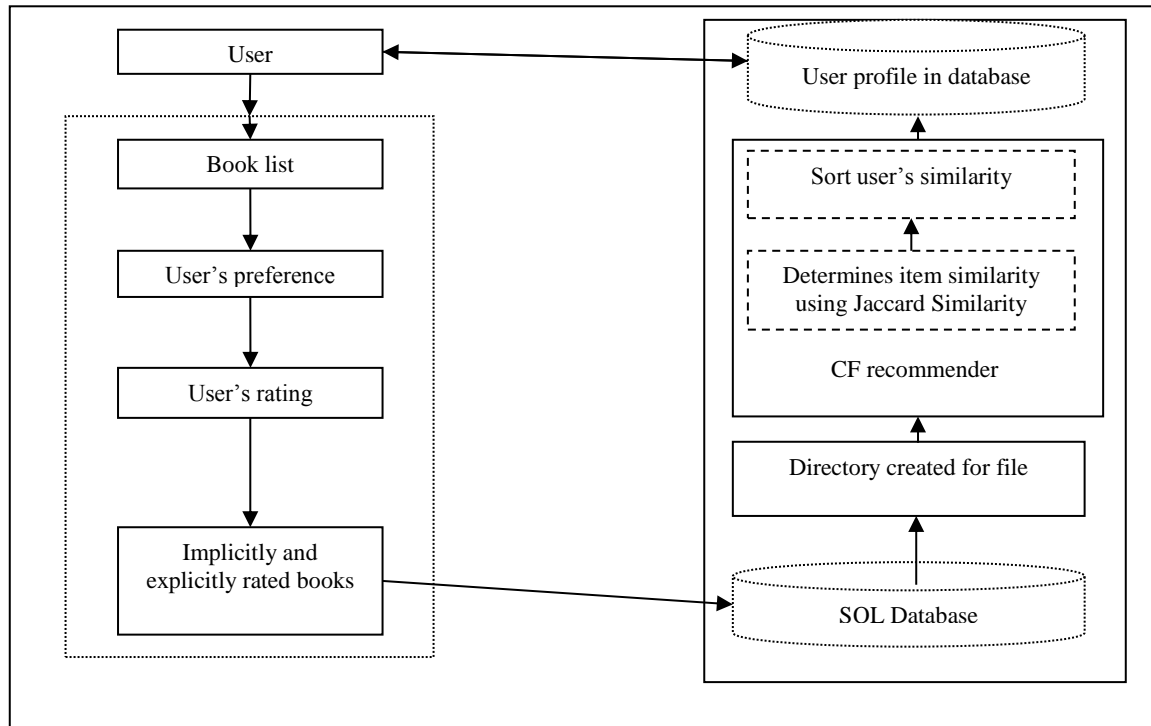 User
Book list
User’s preference
User’s rating
Implicitly and
explicitly rated books
User profile in database
Sort user’s similarity
Determines item similarity
using Jaccard Similarity
CF recommender
Directory created for file
SOL Database